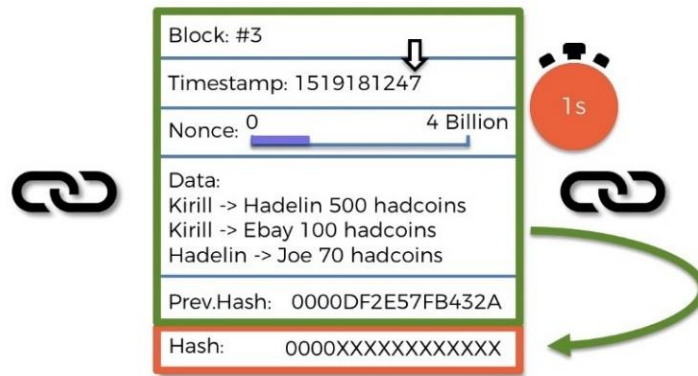 Block: #3
Timestamp: 1519181247
Nonce: 0 4 Billion
1s
Data:
Kirill -> Hadelin 500 hadcoins
Kirill -> Ebay 100 hadcoins
Hadelin -> Joe 70 hadcoins
Prev.Hash: 0000DF2E57FB432A
Hash: 0000XXXXXXXXXXXX